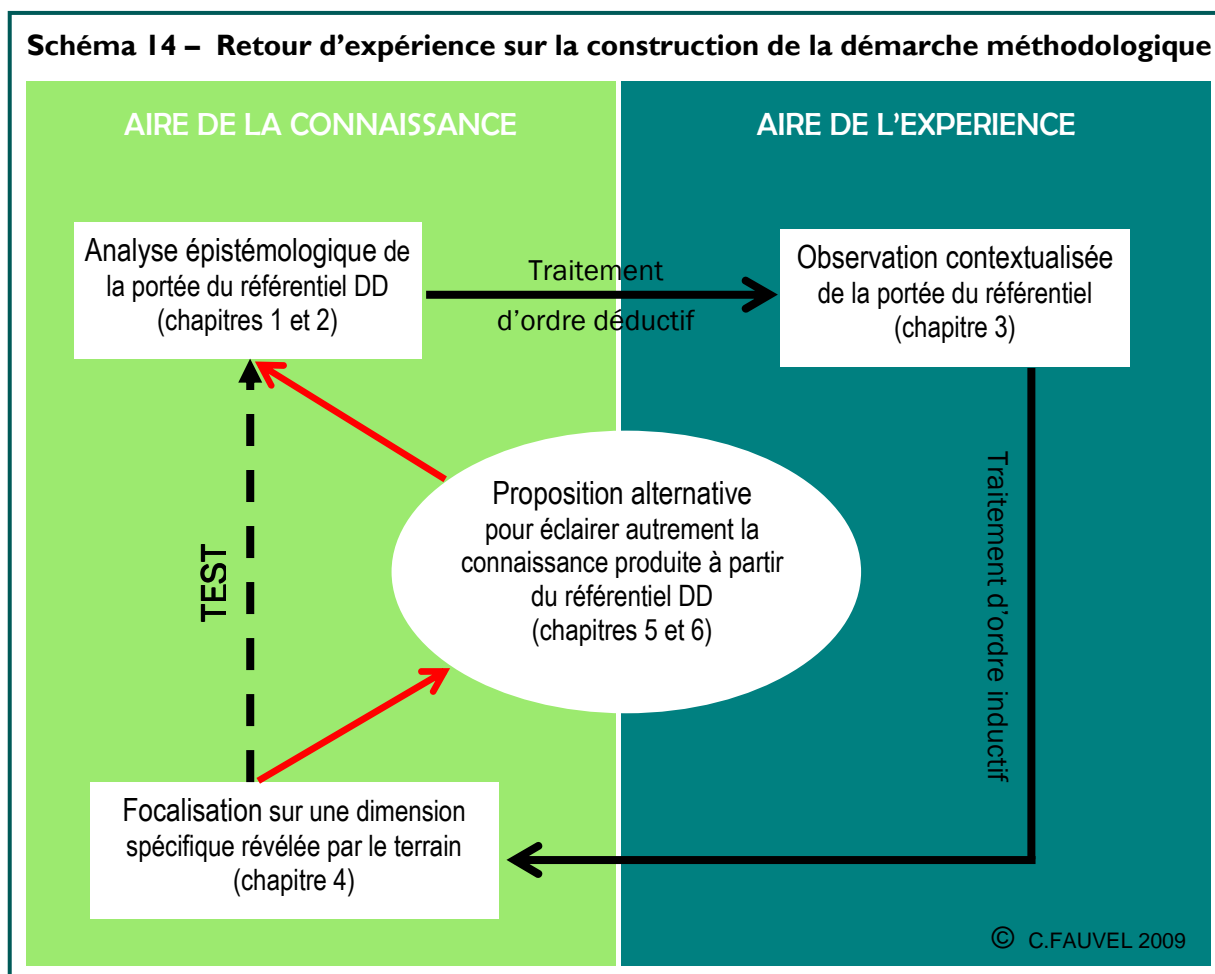 Schéma 14 – Retour d'expérience sur la construction de la démarche méthodologique
AIRE DE LA CONNAISSANCE
AIRE DE L'EXPERIENCE
Analyse épistémologique de
la portée du référentiel DD
(chapitres 1 et 2)
Traitement
d'ordre déductif
Observation contextualisée
de la portée du référentiel
(chapitre 3)
Proposition alternative
pour éclairer autrement la
connaissance produite à partir
du référentiel DD
(chapitres 5 et 6)
TEST
Traitement d'ordre inductif
Focalisation sur une dimension
spécifique révélée par le terrain
(chapitre 4)
© C.FAUVEL 2009